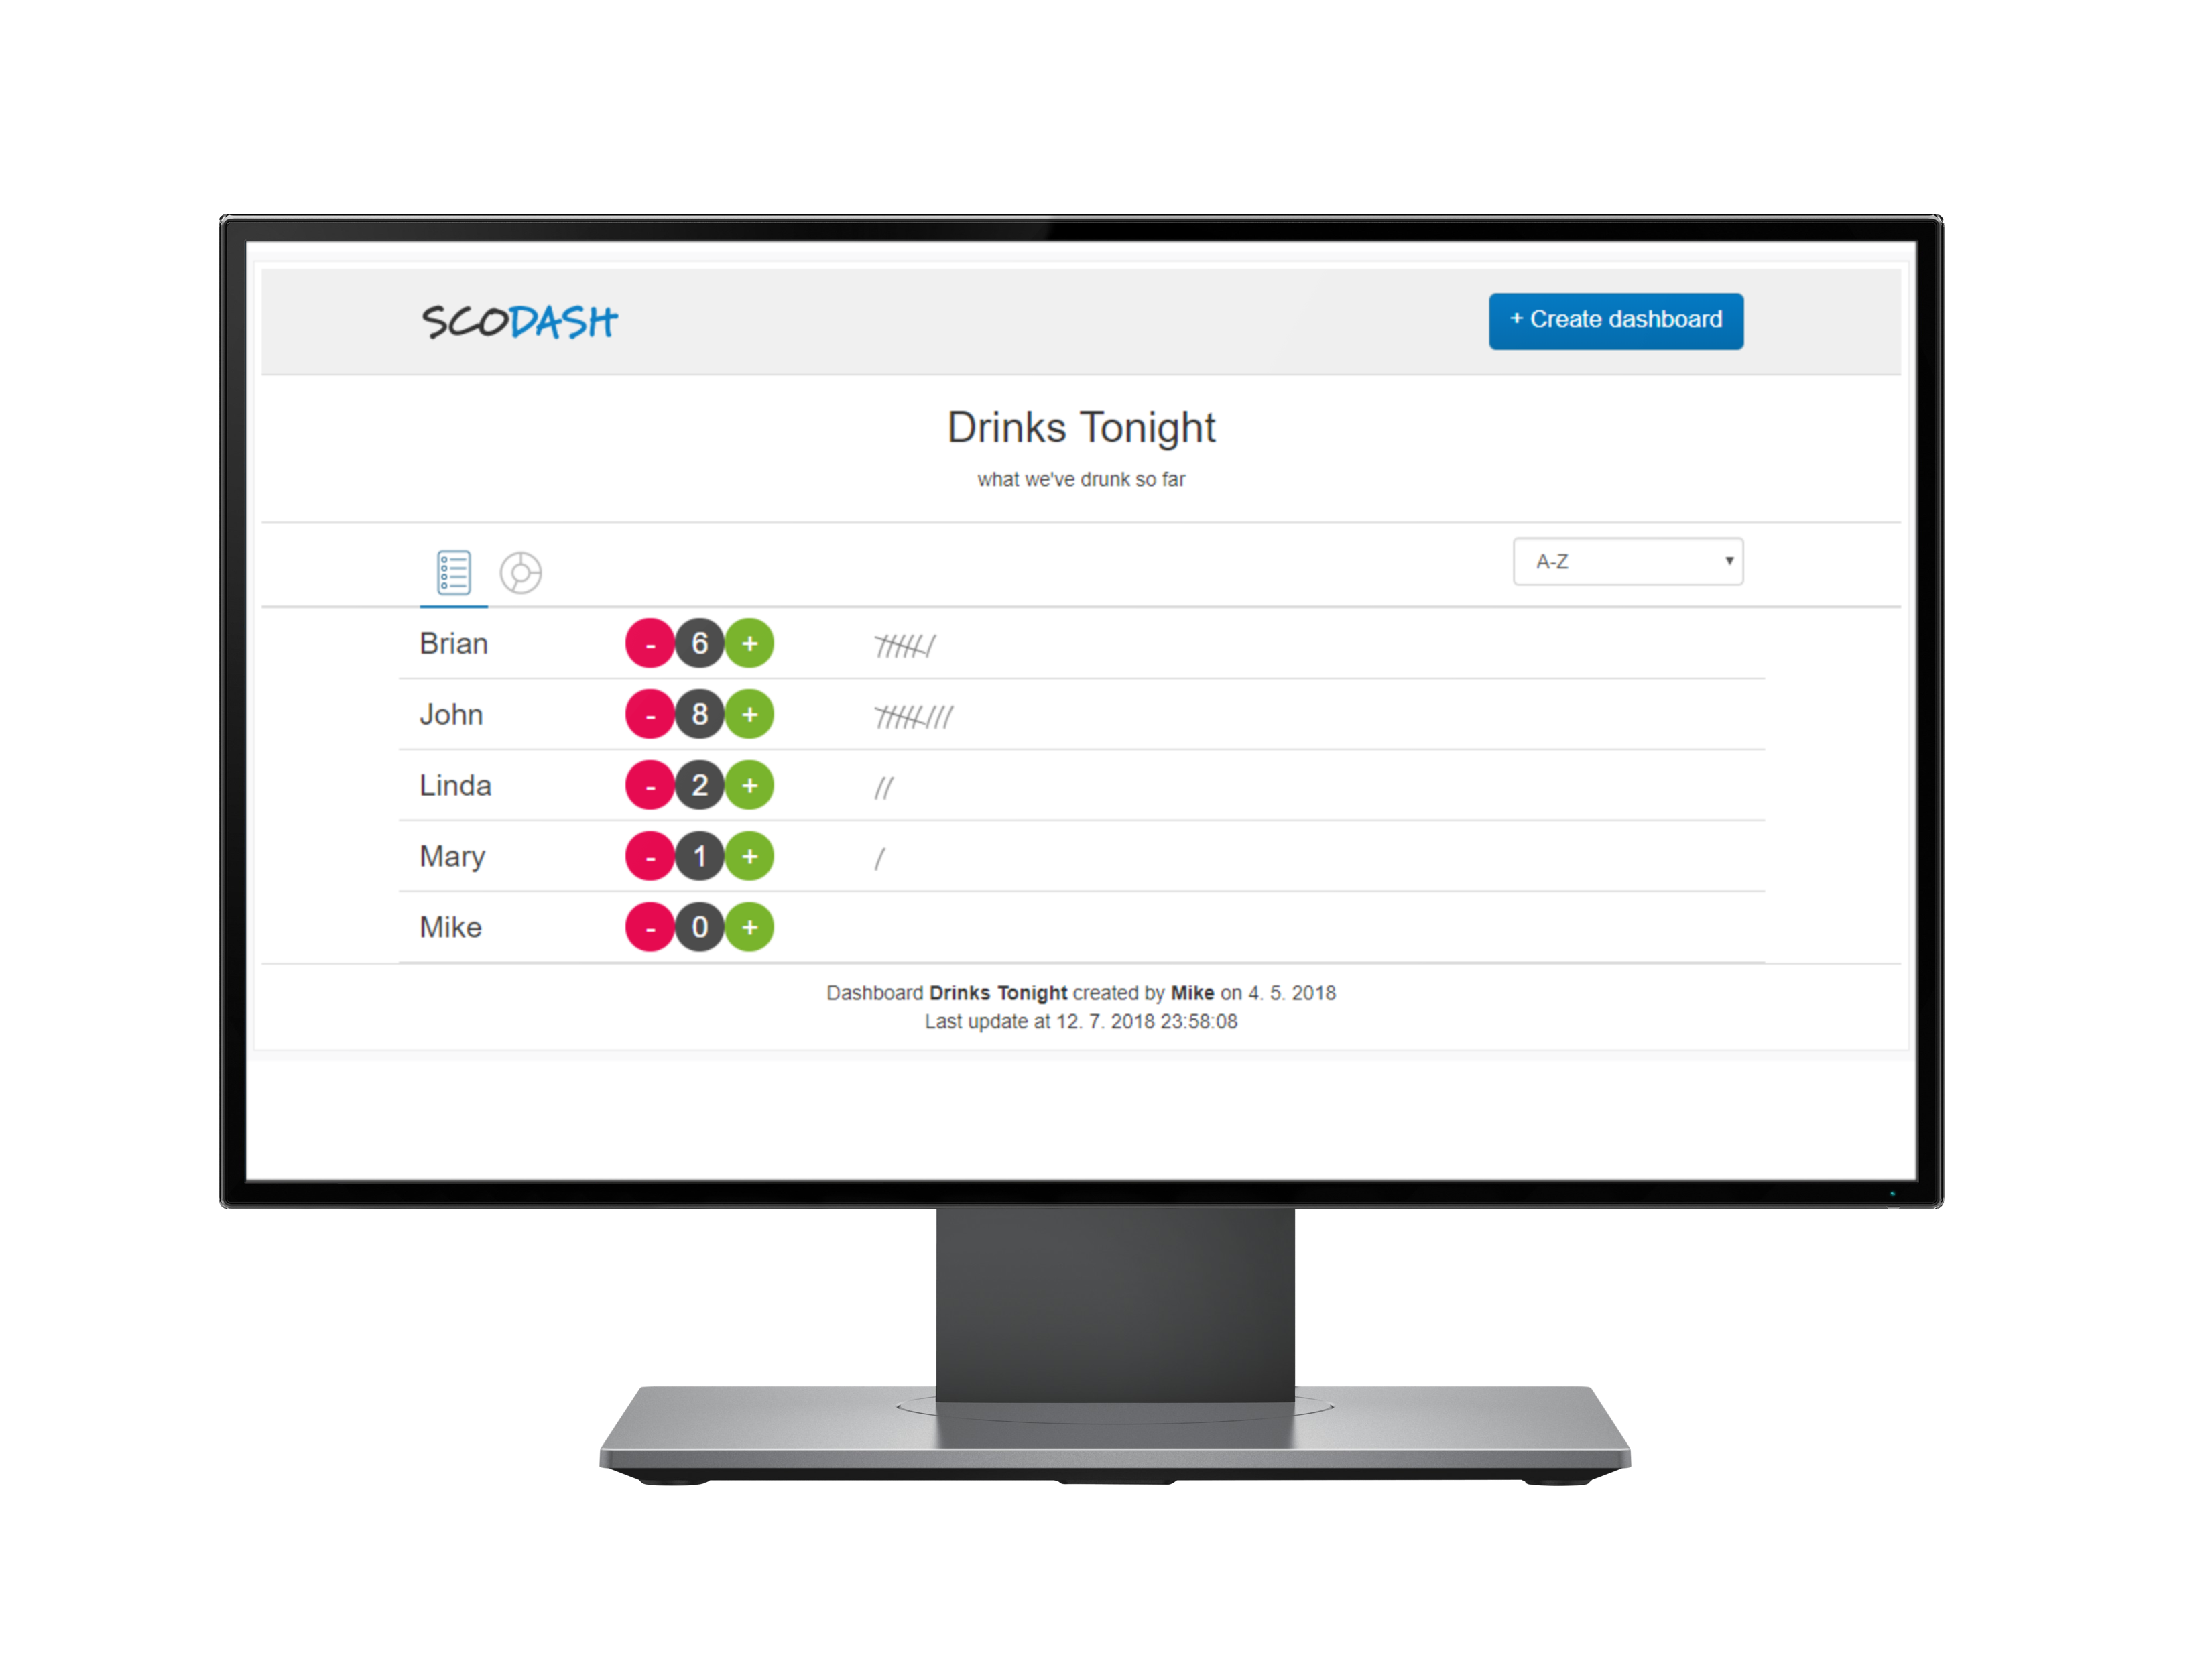 SCODASH
+ Create dashboard
Drinks Tonight
what we've drunk so far
A-Z
Brian - 6 +
John - 8 +
Linda - 2 +
Mary - 1 +
Mike - 0 +
Dashboard Drinks Tonight created by Mike on 4. 5. 2018
Last update at 12. 7. 2018 23:58:08